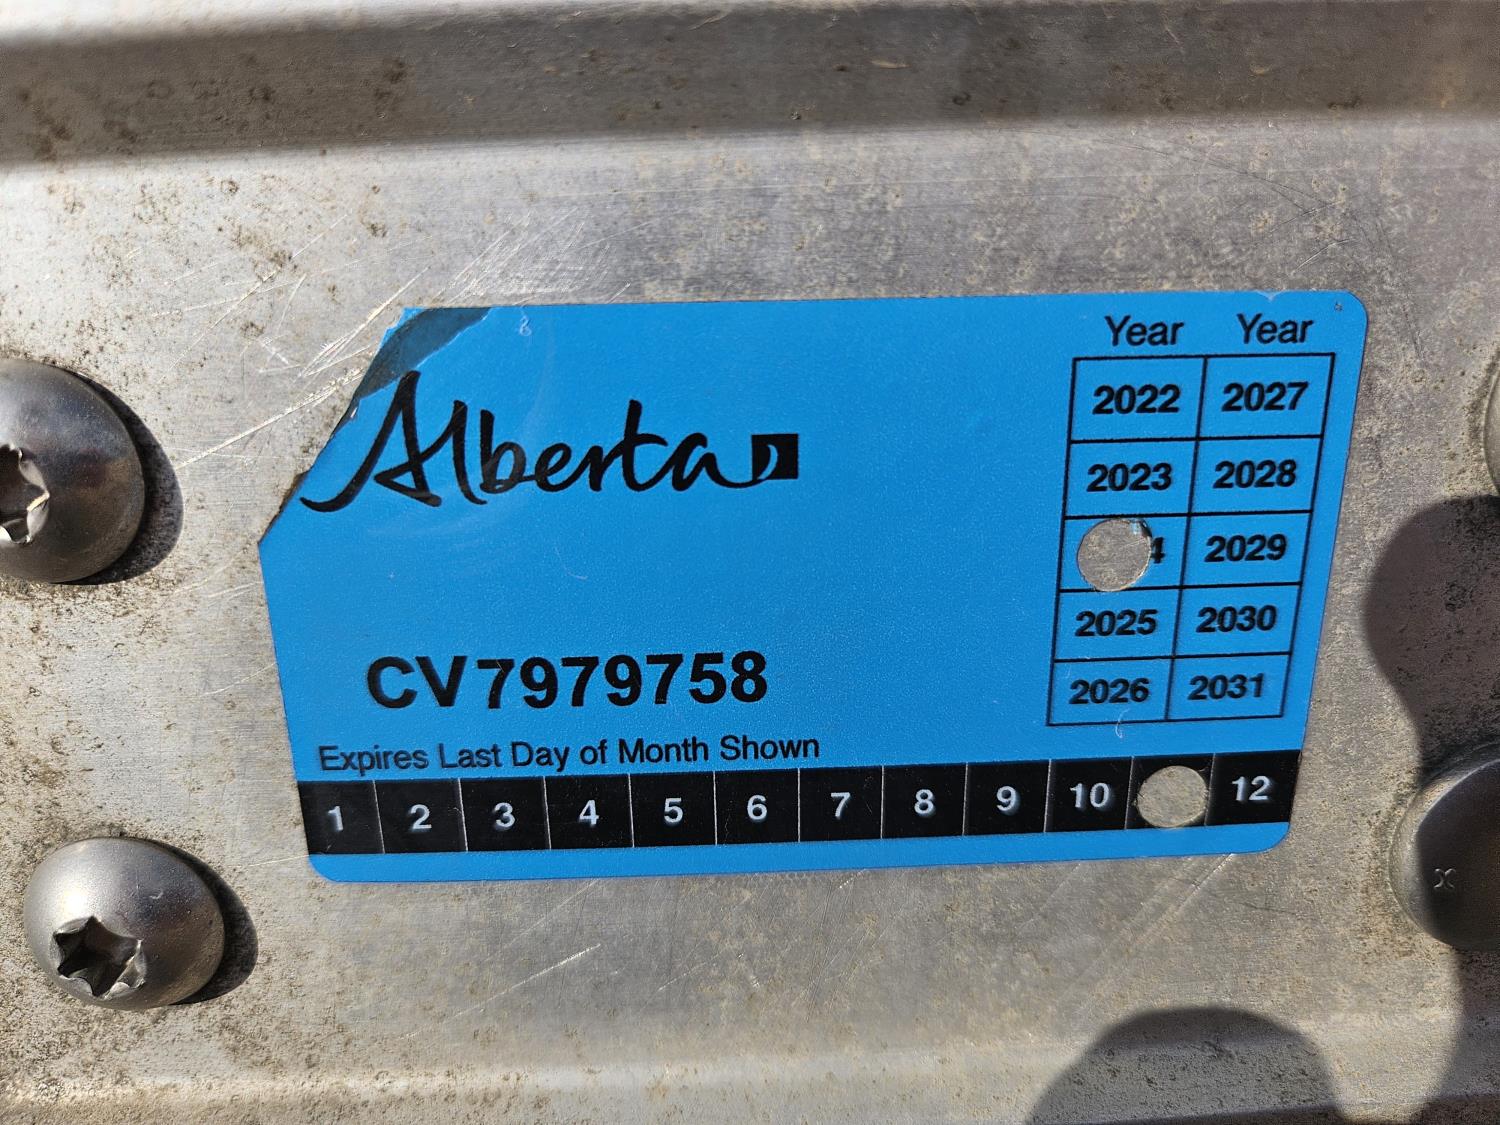 Alberta
Year Year
2022 2027
2023 2028
4 2029
2025 2030
2026 2031
CV7979758
Expires Last Day of Month Shown
1 2 3 4 5 6 7 8 9 10 12